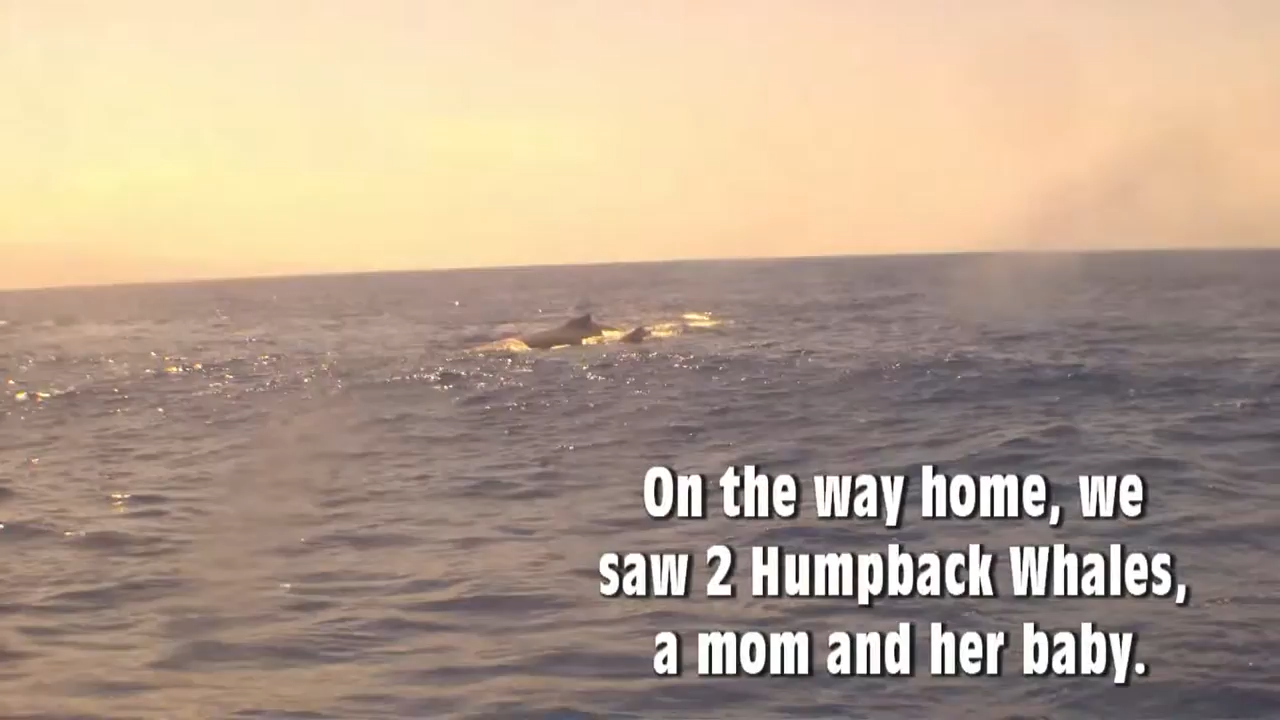 On the way home, we
saw 2 Humpback Whales,
a mom and her baby.